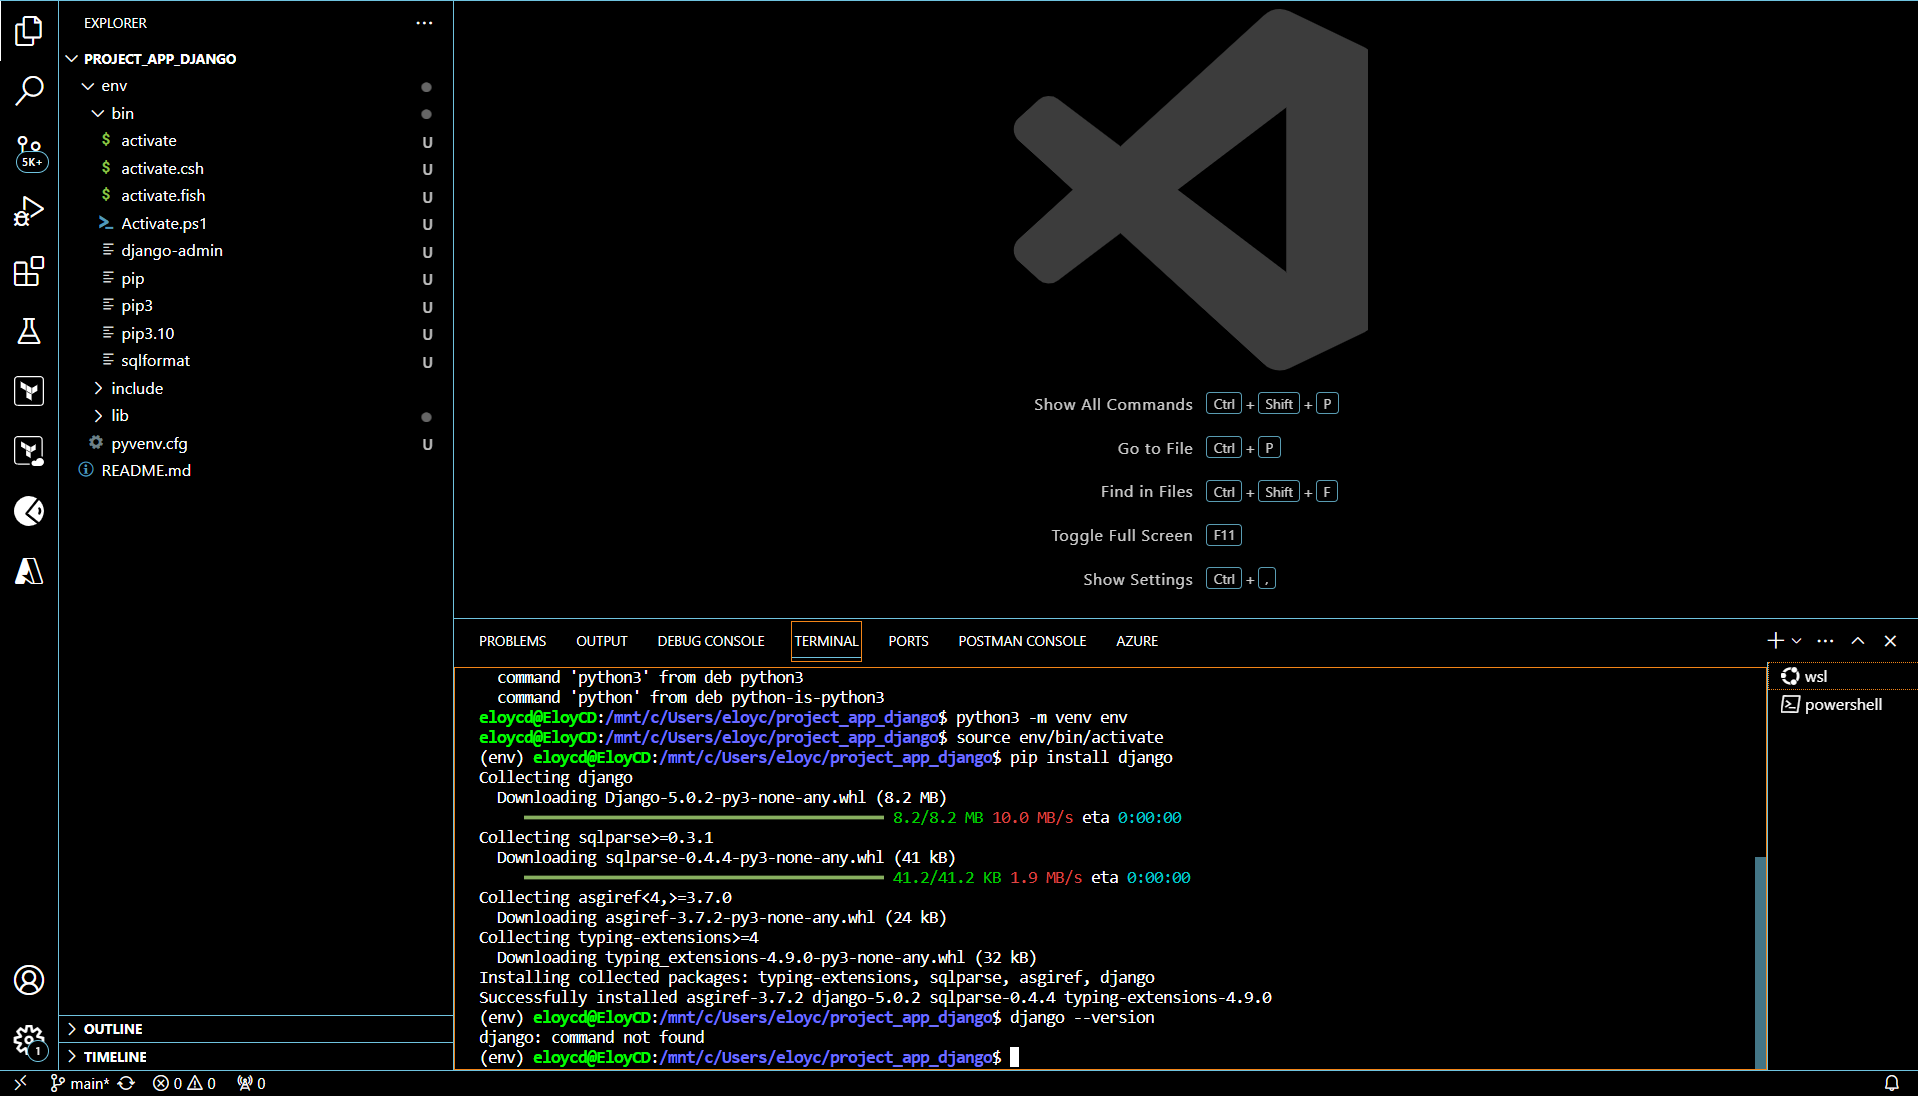 EXPLORER
PROJECT_APP_DJANGO
env
bin
$ activate U
$ activate.csh U
$ activate.fish U
Activate.ps1 U
django-admin U
pip U
pip3 U
pip3.10 U
sqlformat U
include
lib
pyvenv.cfg U
README.md
5K+
OUTLINE
TIMELINE
1
Show All Commands Ctrl + Shift + P
Go to File Ctrl + P
Find in Files Ctrl + Shift + F
Toggle Full Screen F11
Show Settings Ctrl + ,
PROBLEMS OUTPUT DEBUG CONSOLE TERMINAL PORTS POSTMAN CONSOLE AZURE
wsl
powershell
command 'python3' from deb python3
command 'python' from deb python-is-python3
eloycd@EloyCD:/mnt/c/Users/eloyc/project_app_django$ python3 -m venv env
eloycd@EloyCD:/mnt/c/Users/eloyc/project_app_django$ source env/bin/activate
(env) eloycd@EloyCD:/mnt/c/Users/eloyc/project_app_django$ pip install django
Collecting django
Downloading Django-5.0.2-py3-none-any.whl (8.2 MB)
8.2/8.2 MB 10.0 MB/s eta 0:00:00
Collecting sqlparse>=0.3.1
Downloading sqlparse-0.4.4-py3-none-any.whl (41 kB)
41.2/41.2 KB 1.9 MB/s eta 0:00:00
Collecting asgiref<4,>=3.7.0
Downloading asgiref-3.7.2-py3-none-any.whl (24 kB)
Collecting typing-extensions>=4
Downloading typing_extensions-4.9.0-py3-none-any.whl (32 kB)
Installing collected packages: typing-extensions, sqlparse, asgiref, django
Successfully installed asgiref-3.7.2 django-5.0.2 sqlparse-0.4.4 typing-extensions-4.9.0
(env) eloycd@EloyCD:/mnt/c/Users/eloyc/project_app_django$ django --version
django: command not found
(env) eloycd@EloyCD:/mnt/c/Users/eloyc/project_app_django$
main* 0 0 0